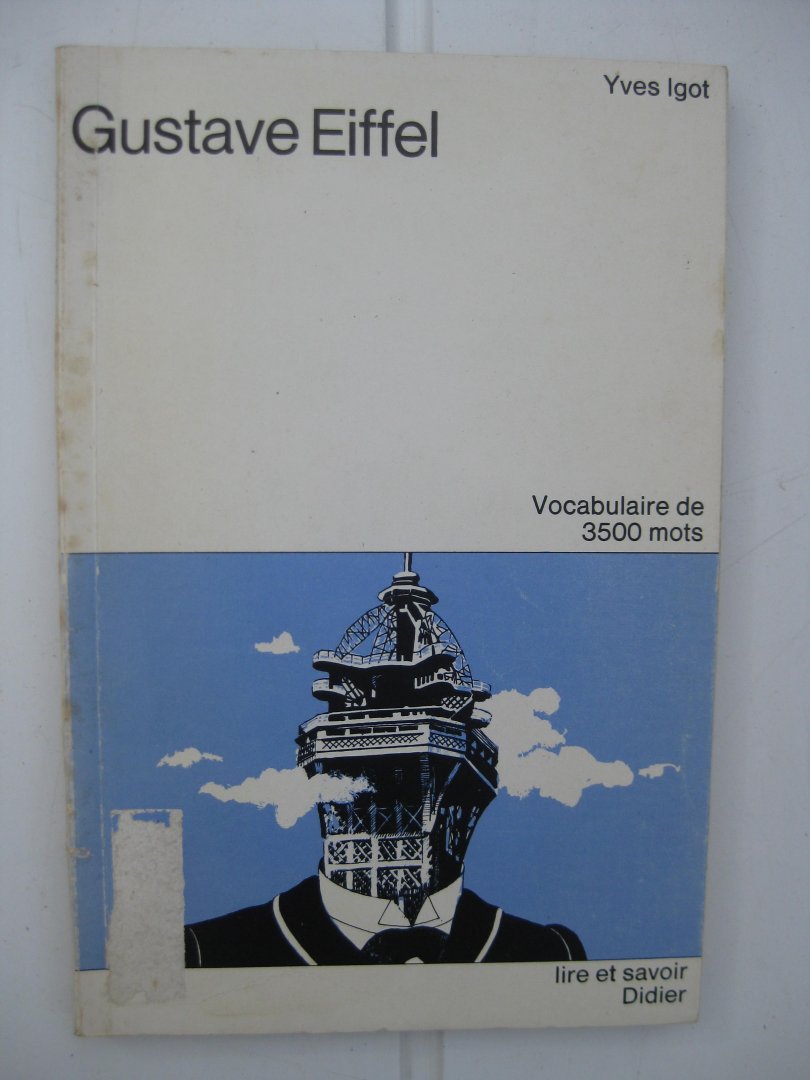 Yves Igot
Gustave Eiffel
Vocabulaire de
3500 mots
lire et savoir
Didier